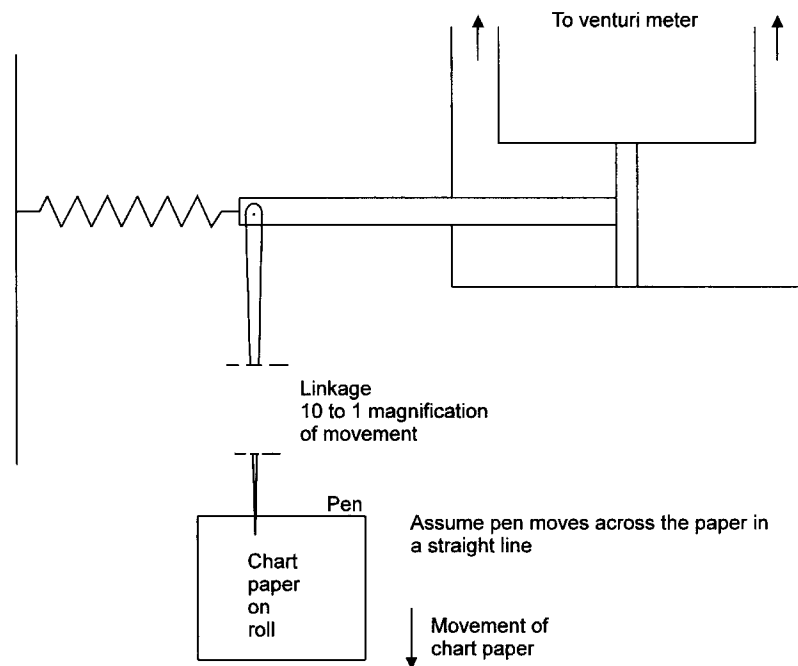 To venturi meter
Linkage
10 to 1 magnification
of movement
Pen
Assume pen moves across the paper in
a straight line
Chart
paper
on
roll
Movement of
chart paper